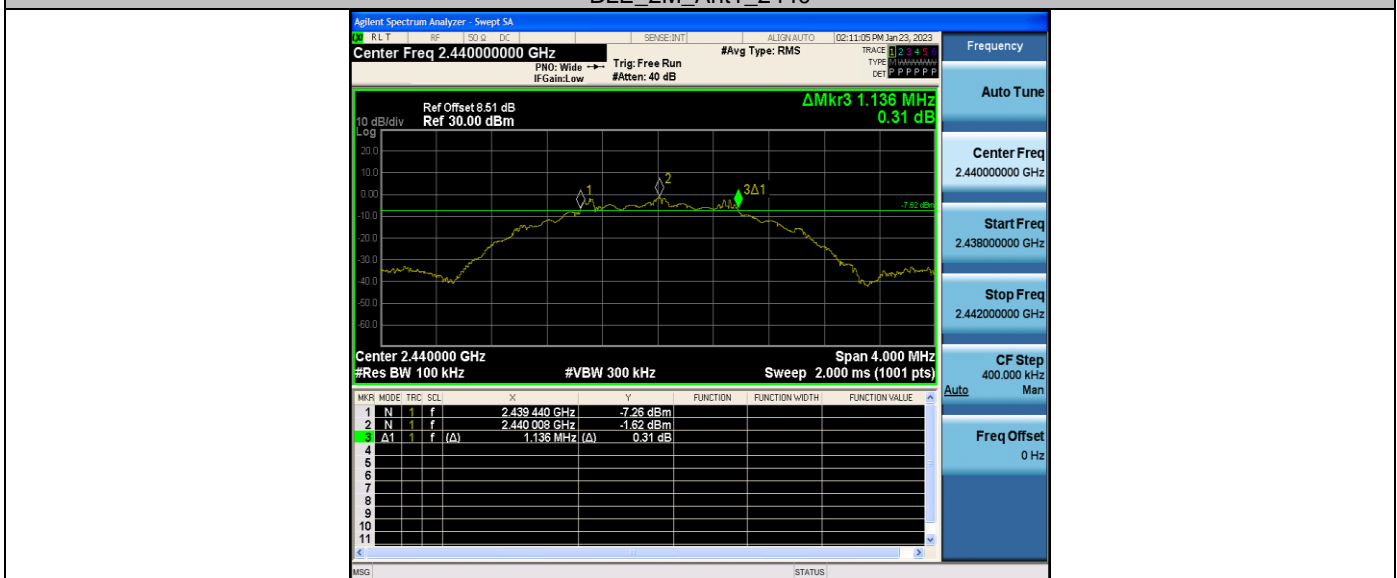 BLE_2M_Ant1_2440
Agilent Spectrum Analyzer - Swept SA
RLT RF 50 Ω DC SENSE:INT ALIGNAUTO 02:11:05 PM Jan 23, 2023
Center Freq 2.440000000 GHz #Avg Type: RMS TRACE 1 2 3 4 5 6
PNO: Wide Trig: Free Run TYPE M WWWWW
IFGain:Low #Atten: 40 dB DET P P P P P P
Frequency
Auto Tune
ΔMkr3 1.136 MHz
0.31 dB
Ref Offset 8.51 dB
10 dB/div Ref 30.00 dBm
Log
20.0
10.0
0.00
-10.0
-20.0
-30.0
-40.0
-50.0
-60.0
1
2
3Δ1
-7.62 dBm
Center 2.440000 GHz Span 4.000 MHz
#Res BW 100 kHz #VBW 300 kHz Sweep 2.000 ms (1001 pts)
Center Freq
2.440000000 GHz
Start Freq
2.438000000 GHz
Stop Freq
2.442000000 GHz
CF Step
400.000 kHz
Auto Man
Freq Offset
0 Hz
MKR MODE TRC SCL X Y FUNCTION FUNCTION WIDTH FUNCTION VALUE
1 N 1 f 2.439 440 GHz -7.26 dBm
2 N 1 f 2.440 008 GHz -1.62 dBm
3 Δ1 1 f (Δ) 1.136 MHz (Δ) 0.31 dB
4
5
6
7
8
9
10
11
MSG STATUS